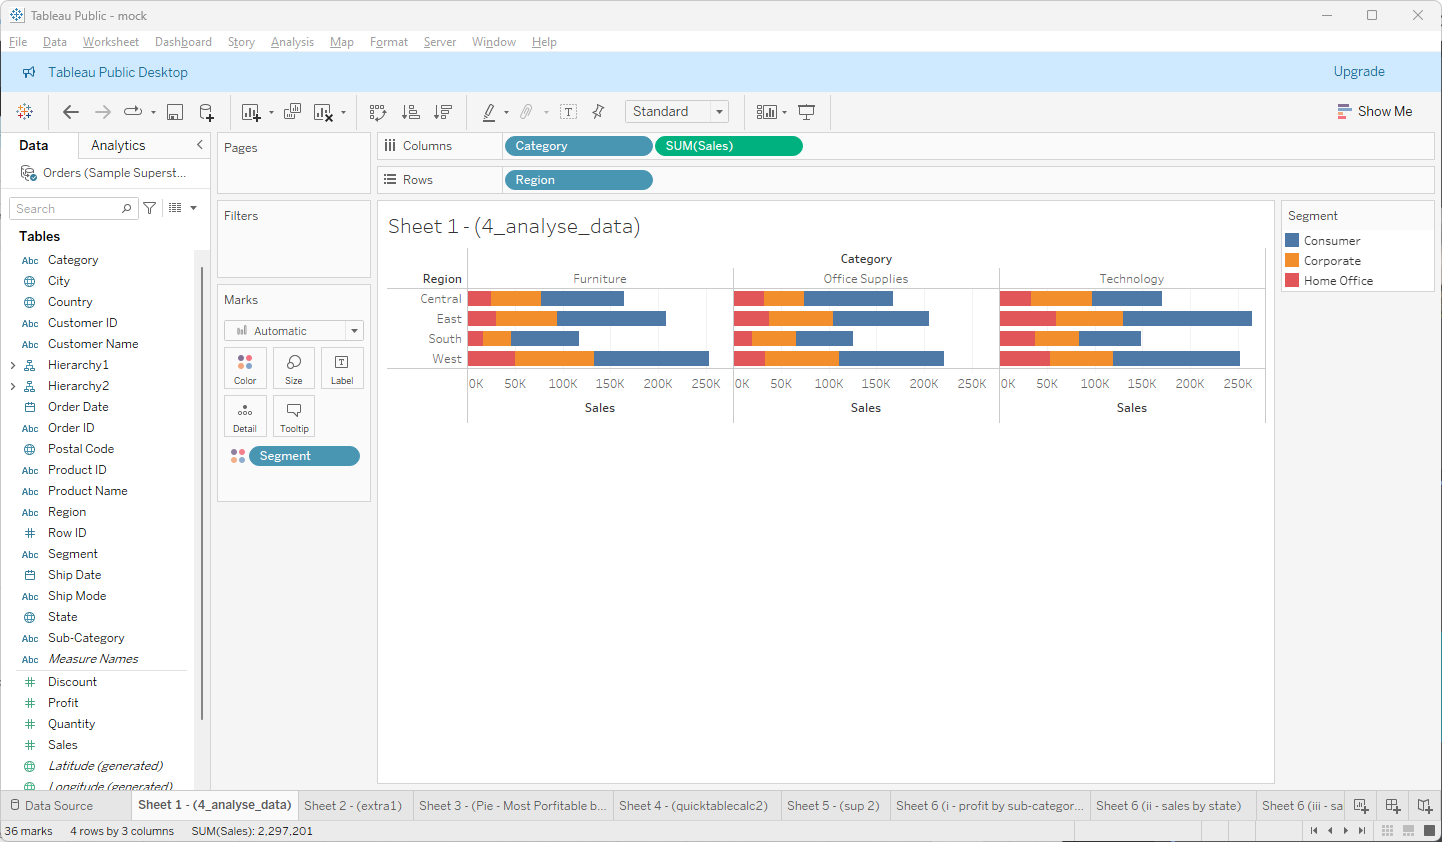 Tableau Public - mock
File Data Worksheet Dashboard Story Analysis Map Format Server Window Help
Tableau Public Desktop
Upgrade
Standard
Show Me
Data
Analytics
Orders (Sample Superst...
Search
Tables
Abc Category
City
Country
Abc Customer ID
Abc Customer Name
Hierarchy1
Hierarchy2
Order Date
Abc Order ID
Postal Code
Abc Product ID
Abc Product Name
Abc Region
Row ID
Abc Segment
Ship Date
Abc Ship Mode
State
Abc Sub-Category
Abc Measure Names
Discount
Profit
Quantity
Sales
Latitude (generated)
Longitude (generated)
Pages
Filters
Marks
Automatic
Color Size Label
Detail Tooltip
Segment
Columns Category SUM(Sales)
Rows Region
Sheet 1 - (4_analyse_data)
Category
Region Furniture Office Supplies Technology
Central
East
South
West
0K 50K 100K 150K 200K 250K 0K 50K 100K 150K 200K 250K 0K 50K 100K 150K 200K 250K
Sales Sales Sales
Segment
Consumer
Corporate
Home Office
Data Source Sheet 1 - (4_analyse_data) Sheet 2 - (extra1) Sheet 3 - (Pie - Most Porfitable b... Sheet 4 - (quicktablecalc2) Sheet 5 - (sup 2) Sheet 6 (i - profit by sub-categor... Sheet 6 (ii - sales by state) Sheet 6 (iii - sa
36 marks 4 rows by 3 columns SUM(Sales): 2,297,201